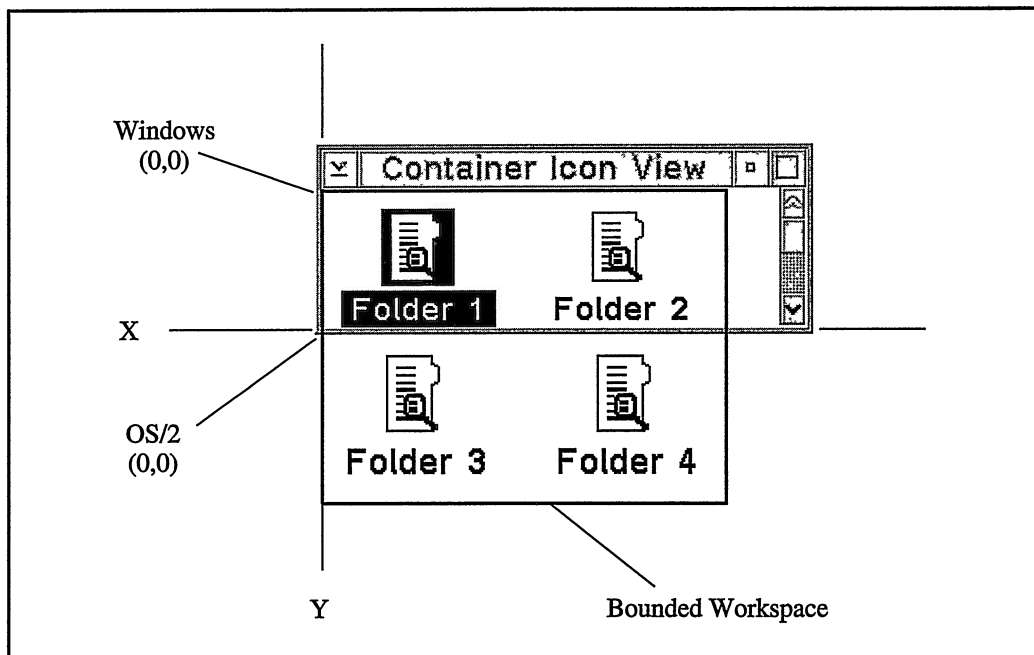 Windows
(0,0)
Container Icon View
Folder 1
Folder 2
X
Folder 3
Folder 4
OS/2
(0,0)
Y
Bounded Workspace